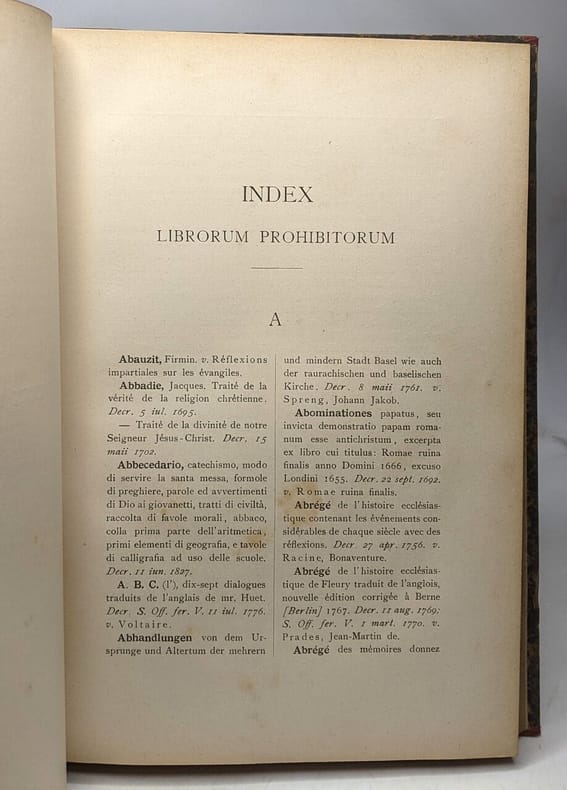 INDEX
LIBRORUM PROHIBITORUM
A
Abauzit, Firmin. v. Réflexions
impartiales sur les évangiles.
Abbadie, Jacques. Traité de la
vérité de la religion chrétienne.
Decr. 5 iul. 1695.
— Traité de la divinité de notre
Seigneur Jésus-Christ. Decr. 15
maii 1702.
Abbecedario, catechismo, modo
di servire la santa messa, formole
di preghiere, parole ed avvertimenti
di Dio ai giovanetti, tratti di civiltà,
raccolta di favole morali, abbaco,
colla prima parte dell'aritmetica,
primi elementi di geografia, e tavole
di calligrafia ad uso delle scuole.
Decr. 11 iun. 1827.
A. B. C. (l'), dix-sept dialogues
traduits de l'anglais de mr. Huet.
Decr. S. Off. fer. V. 11 iul. 1776.
v. Voltaire.
Abhandlungen von dem Ur-
sprunge und Altertum der mehrern
und mindern Stadt Basel wie auch
der raurachischen und baselischen
Kirche. Decr. 8 maii 1761. v.
Spreng, Johann Jakob.
Abominationes papatus, seu
invicta demonstratio papam roma-
num esse antichristum, excerpta
ex libro cui titulus: Romae ruina
finalis anno Domini 1666, excuso
Londini 1655. Decr. 22 sept. 1692.
v. Romae ruina finalis.
Abrégé de l'histoire ecclésias-
tique contenant les événements con-
sidérables de chaque siècle avec des
réflexions. Decr. 27 apr. 1756. v.
Racine, Bonaventure.
Abrégé de l'histoire ecclésias-
tique de Fleury traduit de l'anglois,
nouvelle édition corrigée à Berne
[Berlin] 1767. Decr. 11 aug. 1769;
S. Off. fer. V. 1 mart. 1770. v.
Prades, Jean-Martin de.
Abrégé des mémoires donnez